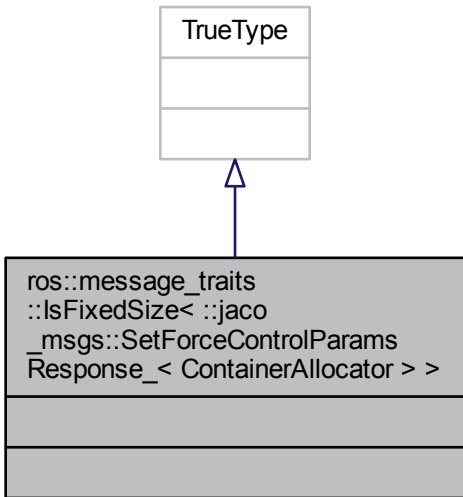 TrueType
ros::message_traits
::IsFixedSize< ::jaco
_msgs::SetForceControlParams
Response_< ContainerAllocator > >